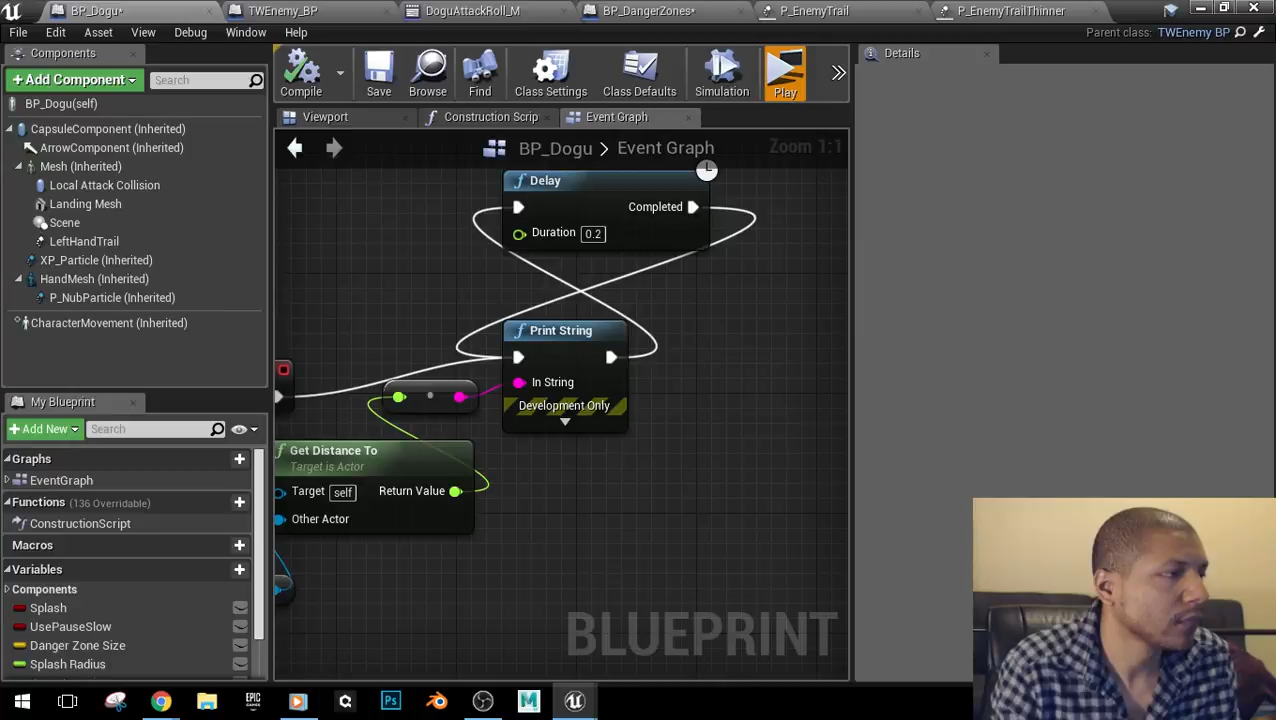 BP_Dogu*
TWEnemy_BP
DoguAttackRoll_M
BP_DangerZones*
P_EnemyTrail
P_EnemyTrailThinner
File Edit Asset View Debug Window Help
Parent class: TWEnemy BP
Components
Add Component
Search
BP_Dogu(self)
CapsuleComponent (Inherited)
ArrowComponent (Inherited)
Mesh (Inherited)
Local Attack Collision
Landing Mesh
Scene
LeftHandTrail
XP_Particle (Inherited)
HandMesh (Inherited)
P_NubParticle (Inherited)
CharacterMovement (Inherited)
My Blueprint
Add New
Search
Graphs
EventGraph
Functions (136 Overridable)
ConstructionScript
Macros
Variables
Components
Splash
UsePauseSlow
Danger Zone Size
Splash Radius
Compile
Save
Browse
Find
Class Settings
Class Defaults
Simulation
Play
Viewport
Construction Scrip
Event Graph
BP_Dogu > Event Graph
Zoom 1:1
f Delay
Completed
Duration 0.2
f Print String
In String
Development Only
f Get Distance To
Target is Actor
Target self
Return Value
Other Actor
BLUEPRINT
Details
EPIC GAMES
Ps
M